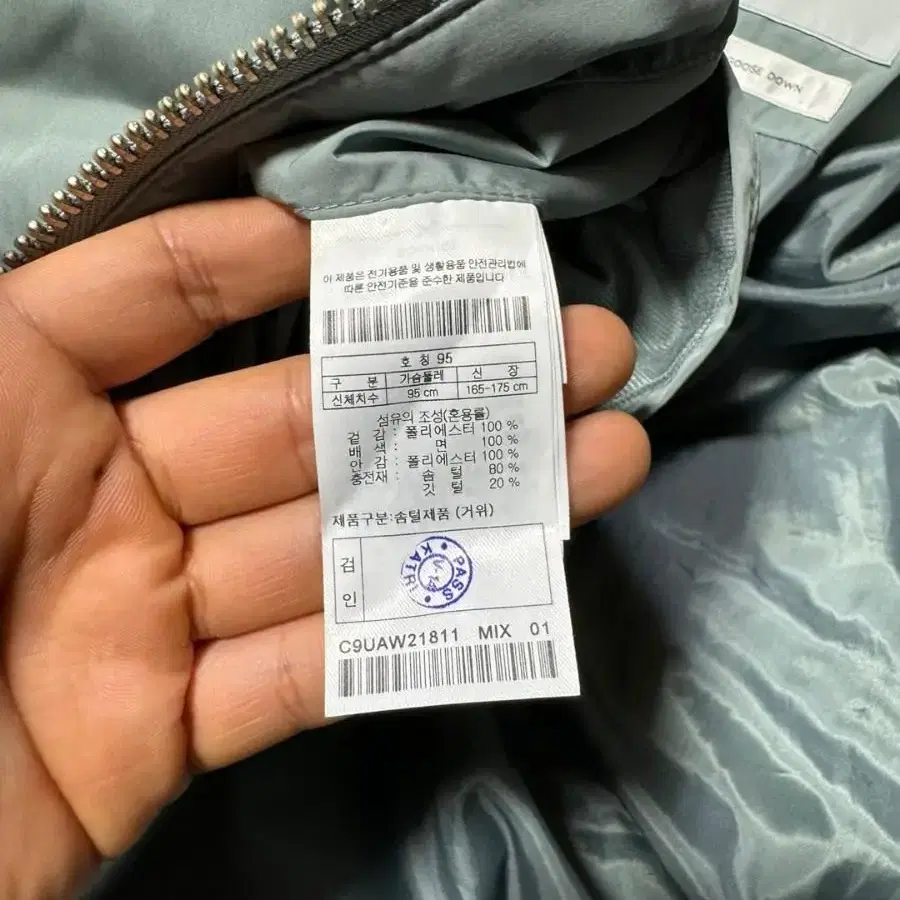 GOOSE DOWN
이 제품은 전기용품 및 생활용품 안전관리법에
따른 안전기준을 준수한 제품입니다
호 칭 95
구 분 가슴둘레 신 장
신체치수 95 cm 165-175 cm
섬유의 조성(혼용률)
겉 감 : 폴리에스터 100 %
배 색 : 면 100 %
안 감 : 폴리에스터 100 %
충전재 : 솜 털 80 %
깃 털 20 %
제품구분:솜털제품 (거위)
검
인
KATRI PASS
C9UAW21811 MIX 01